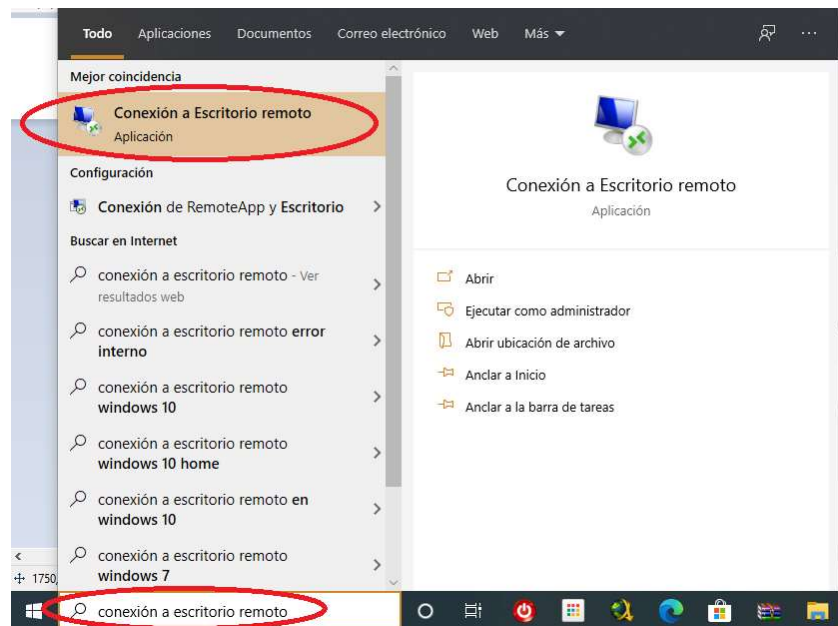 Todo Aplicaciones Documentos Correo electrónico Web Más
Mejor coincidencia
Conexión a Escritorio remoto
Aplicación
Configuración
Conexión de RemoteApp y Escritorio
Buscar en Internet
conexión a escritorio remoto - Ver
resultados web
conexión a escritorio remoto error
interno
conexión a escritorio remoto
windows 10
conexión a escritorio remoto
windows 10 home
conexión a escritorio remoto en
windows 10
conexión a escritorio remoto
windows 7
conexión a escritorio remoto
Conexión a Escritorio remoto
Aplicación
Abrir
Ejecutar como administrador
Abrir ubicación de archivo
Anclar a Inicio
Anclar a la barra de tareas
1750,